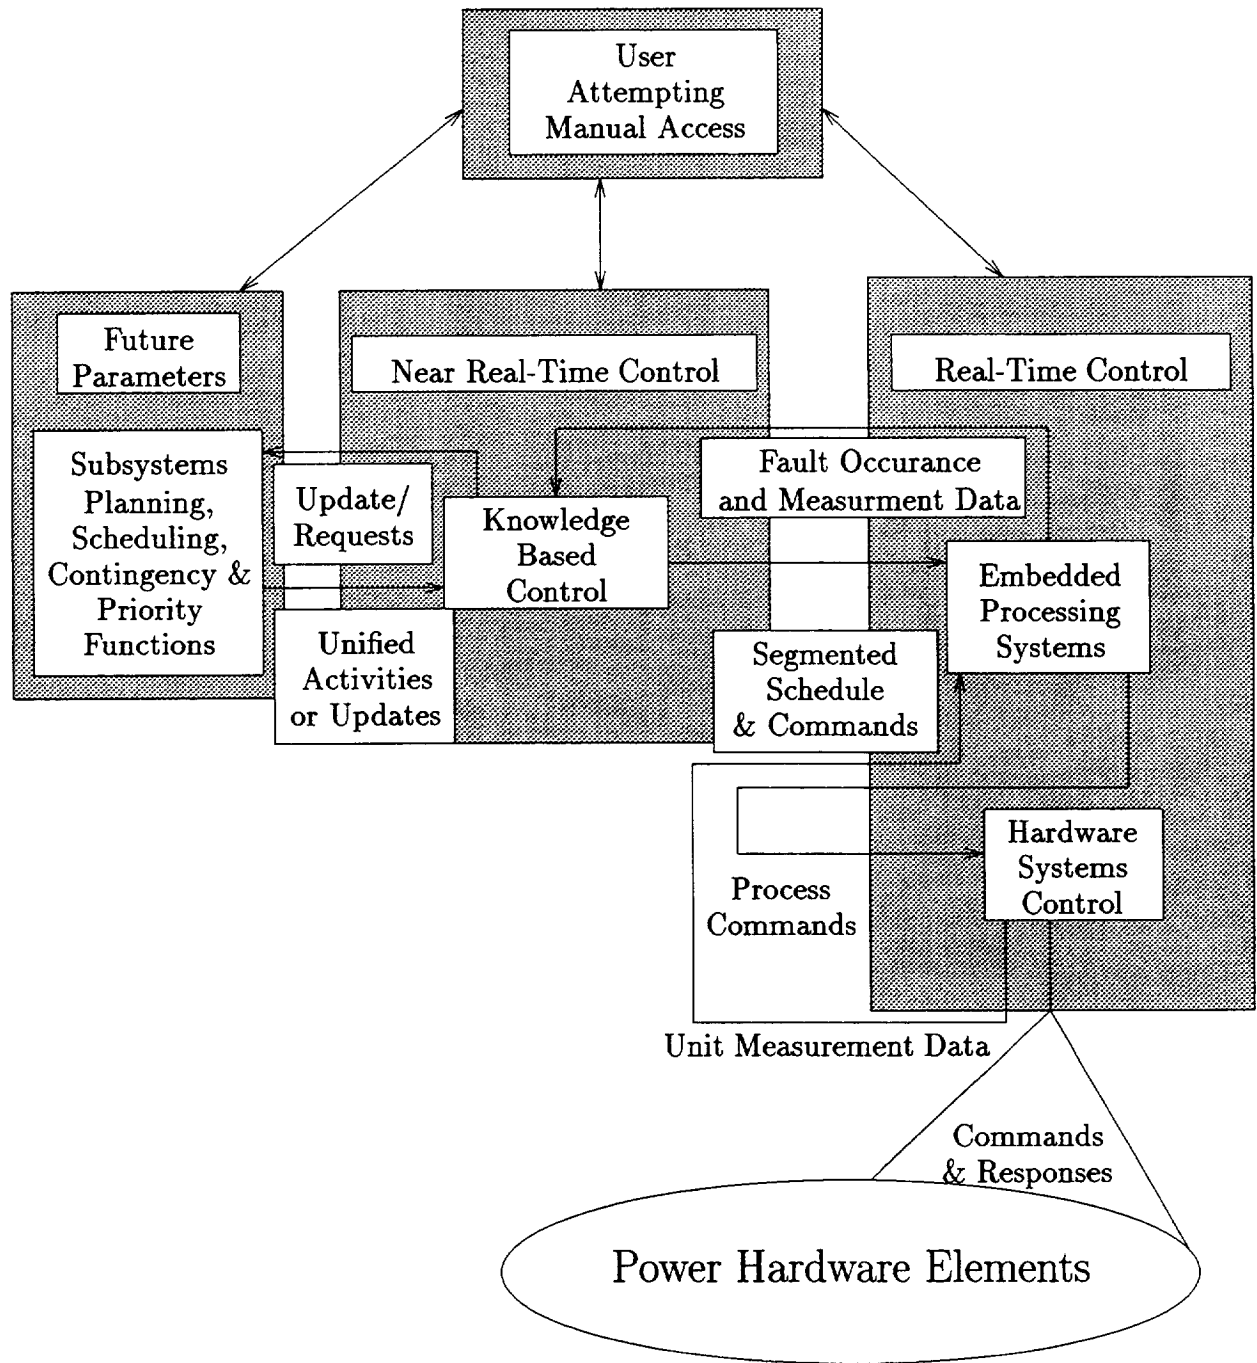 User
Attempting
Manual Access
Future
Parameters
Near Real-Time Control
Real-Time Control
Subsystems
Planning,
Scheduling,
Contingency &
Priority
Functions
Update/
Requests
Knowledge
Based
Control
Fault Occurance
and Measurment Data
Embedded
Processing
Systems
Unified
Activities
or Updates
Segmented
Schedule
& Commands
Hardware
Systems
Control
Process
Commands
Unit Measurement Data
Commands
& Responses
Power Hardware Elements